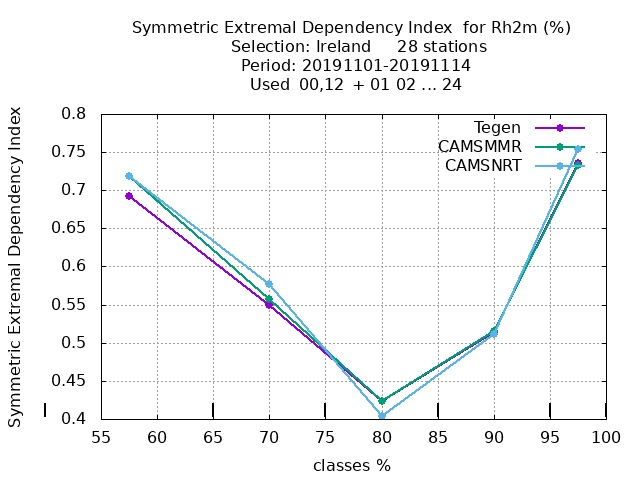 Symmetric Extremal Dependency Index  for Rh2m (%)
Selection: Ireland     28 stations
Period: 20191101-20191114
Used  00,12  + 01 02 ... 24
Symmetric Extremal Dependency Index
0.8
0.75
0.7
0.65
0.6
0.55
0.5
0.45
0.4
Tegen
CAMSMMR
CAMSNRT
55 60 65 70 75 80 85 90 95 100
classes %